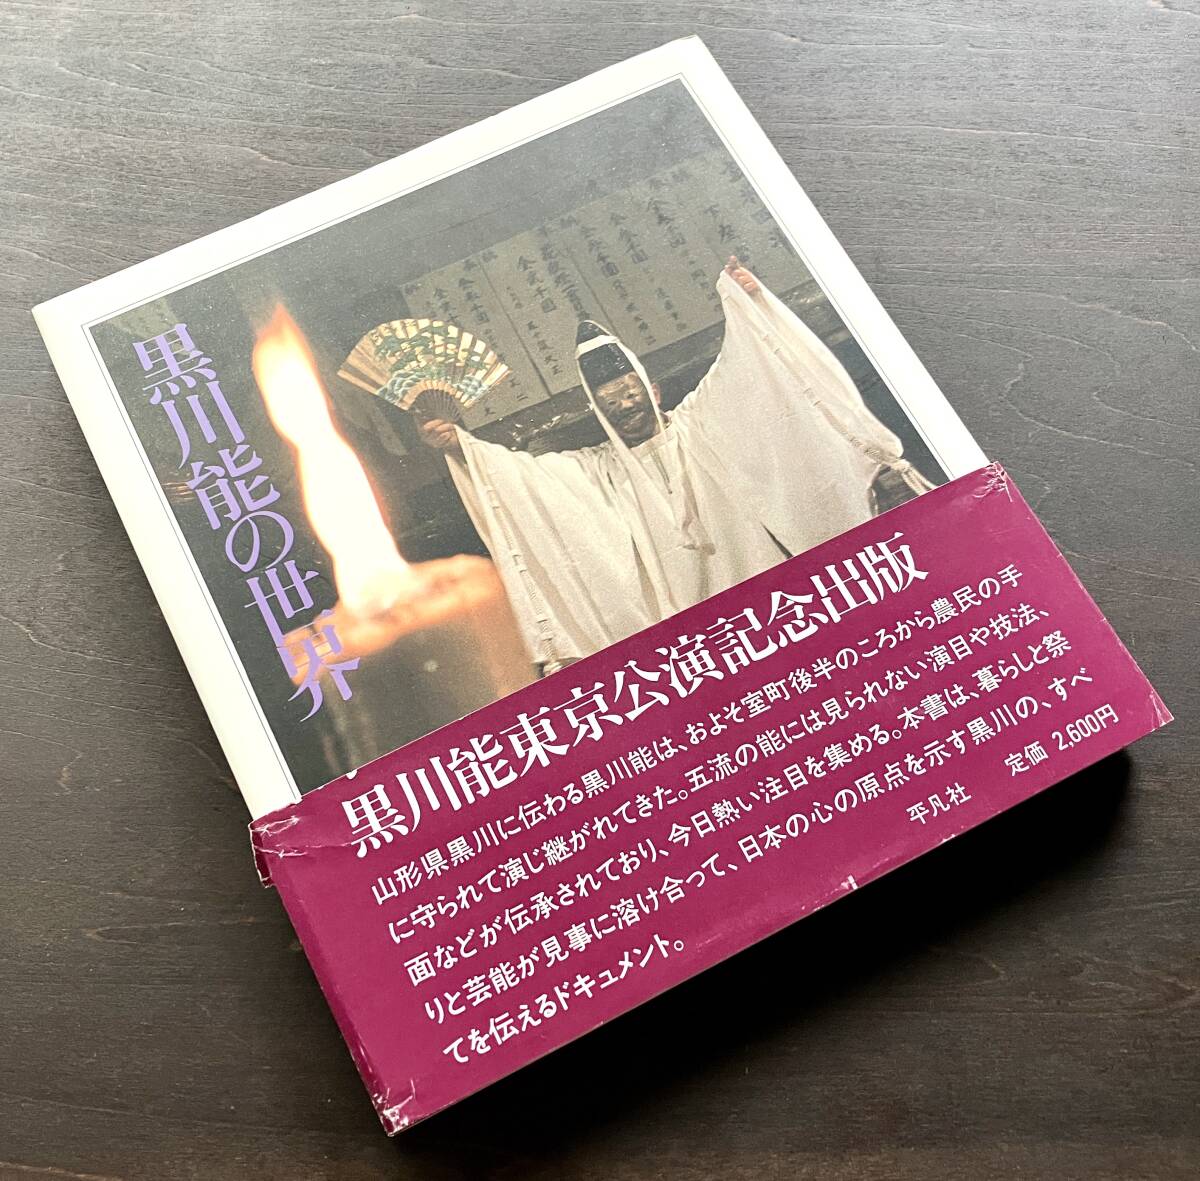 黒川能の世界
黒川能東京公演記念出版
山形県黒川に伝わる黒川能は、およそ室町後半のころから農民の手
に守られて演じ継がれてきた。五流の能には見られない演目や技法、
面などが伝承されており、今日熱い注目を集める。本書は、暮らしと祭
りと芸能が見事に溶け合って、日本の心の原点を示す黒川の、すべ
てを伝えるドキュメント。
平凡社 定価 2,600円